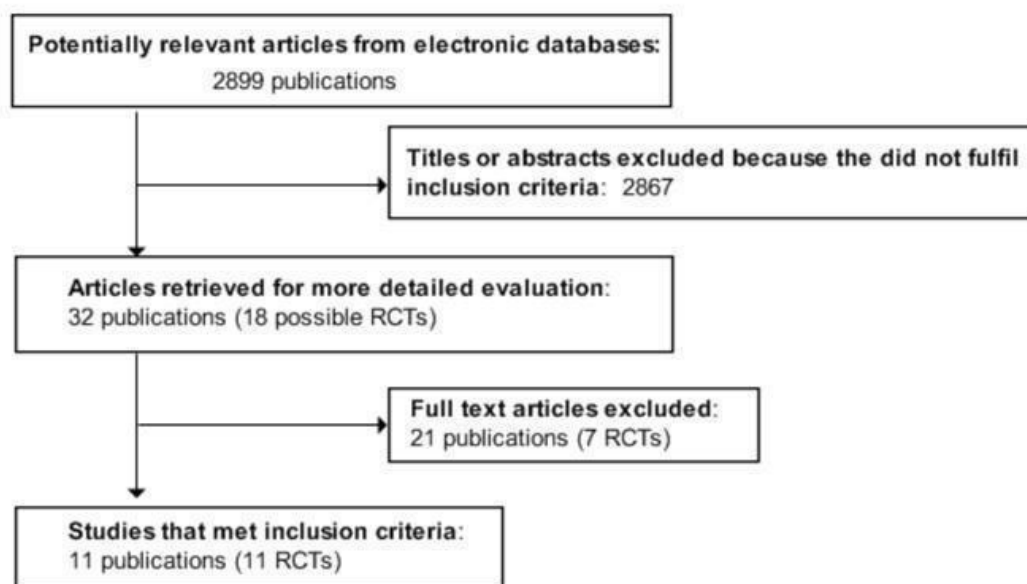 Potentially relevant articles from electronic databases:
2899 publications
Titles or abstracts excluded because the did not fulfil
inclusion criteria: 2867
Articles retrieved for more detailed evaluation:
32 publications (18 possible RCTs)
Full text articles excluded:
21 publications (7 RCTs)
Studies that met inclusion criteria:
11 publications (11 RCTs)